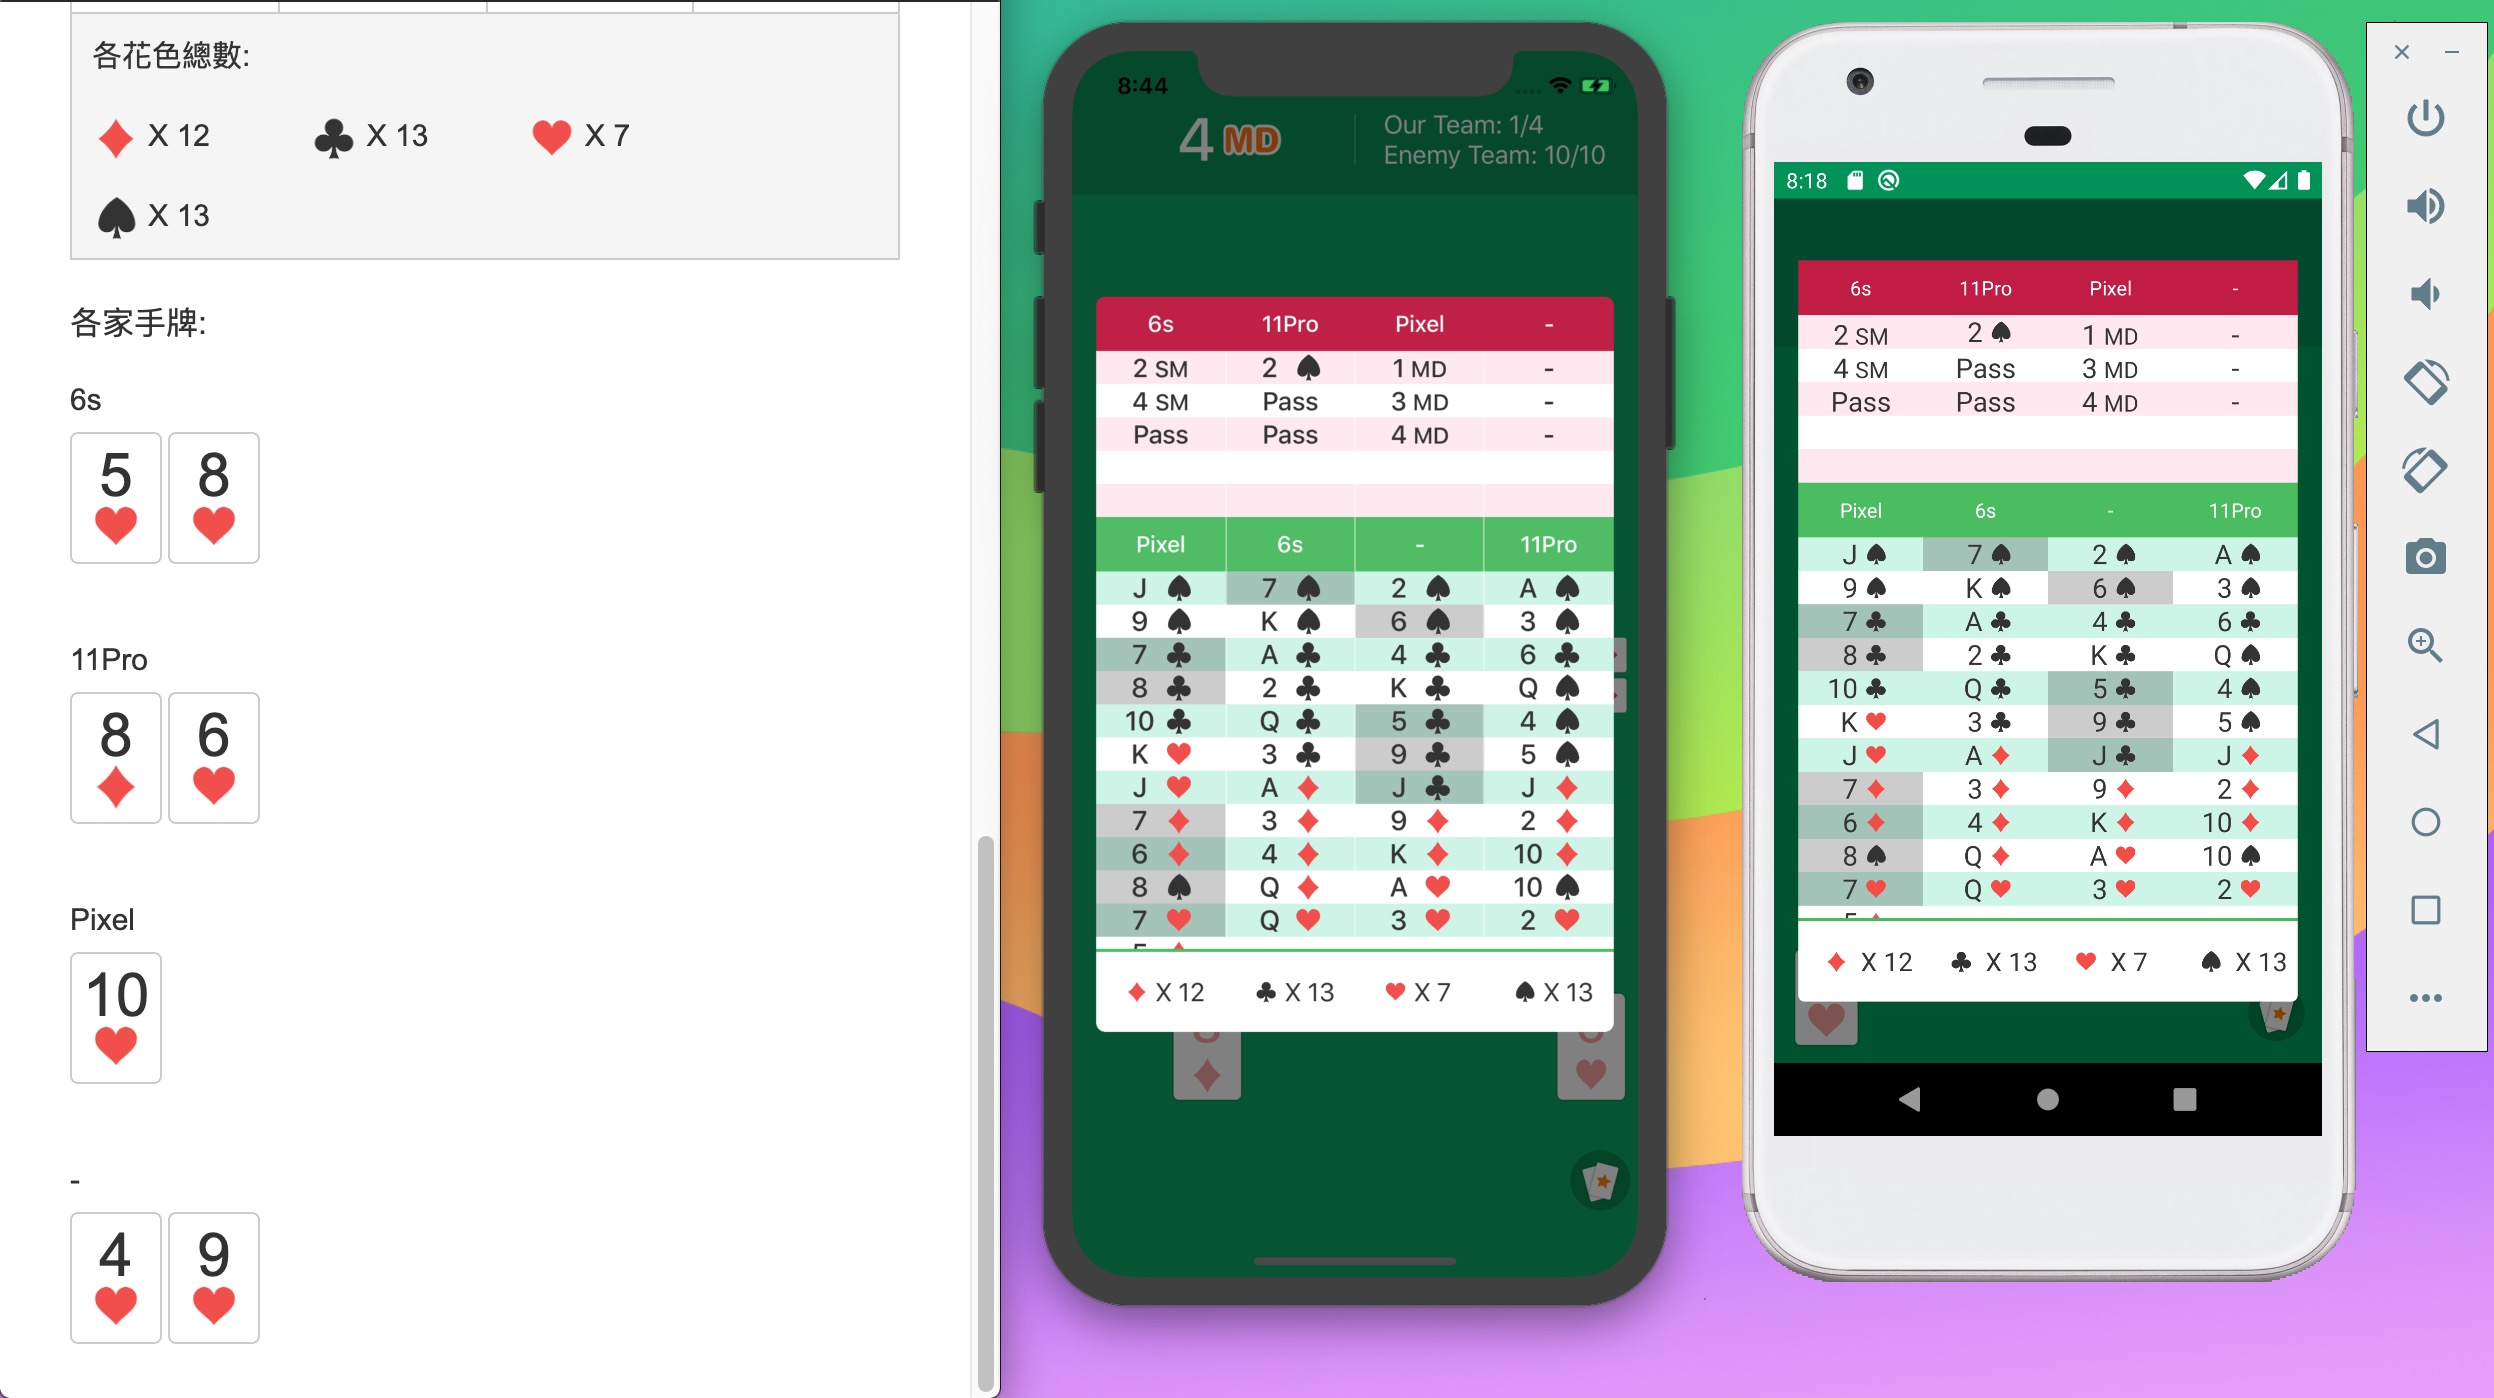 各花色總數:
X 12 X 13 X 7
X 13
各家手牌:
6s
5 8
11Pro
8 6
Pixel
10
-
4 9
8:44
4 MD
Our Team: 1/4
Enemy Team: 10/10
6s 11Pro Pixel -
2 SM 2 ♠ 1 MD -
4 SM Pass 3 MD -
Pass Pass 4 MD -
Pixel 6s - 11Pro
J ♠ 7 ♠ 2 ♠ A ♠
9 ♠ K ♠ 6 ♠ 3 ♠
7 ♣ A ♣ 4 ♣ 6 ♣
8 ♣ 2 ♣ K ♣ Q ♠
10 ♣ Q ♣ 5 ♣ 4 ♠
K ♥ 3 ♣ 9 ♣ 5 ♠
J ♥ A ♦ J ♣ J ♦
7 ♦ 3 ♦ 9 ♦ 2 ♦
6 ♦ 4 ♦ K ♦ 10 ♦
8 ♠ Q ♦ A ♥ 10 ♠
7 ♥ Q ♥ 3 ♥ 2 ♥
♦ X 12 ♣ X 13 ♥ X 7 ♠ X 13
8:18
6s 11Pro Pixel -
2 SM 2 ♠ 1 MD -
4 SM Pass 3 MD -
Pass Pass 4 MD -
Pixel 6s - 11Pro
J ♠ 7 ♠ 2 ♠ A ♠
9 ♠ K ♠ 6 ♠ 3 ♠
7 ♣ A ♣ 4 ♣ 6 ♣
8 ♣ 2 ♣ K ♣ Q ♠
10 ♣ Q ♣ 5 ♣ 4 ♠
K ♥ 3 ♣ 9 ♣ 5 ♠
J ♥ A ♦ J ♣ J ♦
7 ♦ 3 ♦ 9 ♦ 2 ♦
6 ♦ 4 ♦ K ♦ 10 ♦
8 ♠ Q ♦ A ♥ 10 ♠
7 ♥ Q ♥ 3 ♥ 2 ♥
♦ X 12 ♣ X 13 ♥ X 7 ♠ X 13